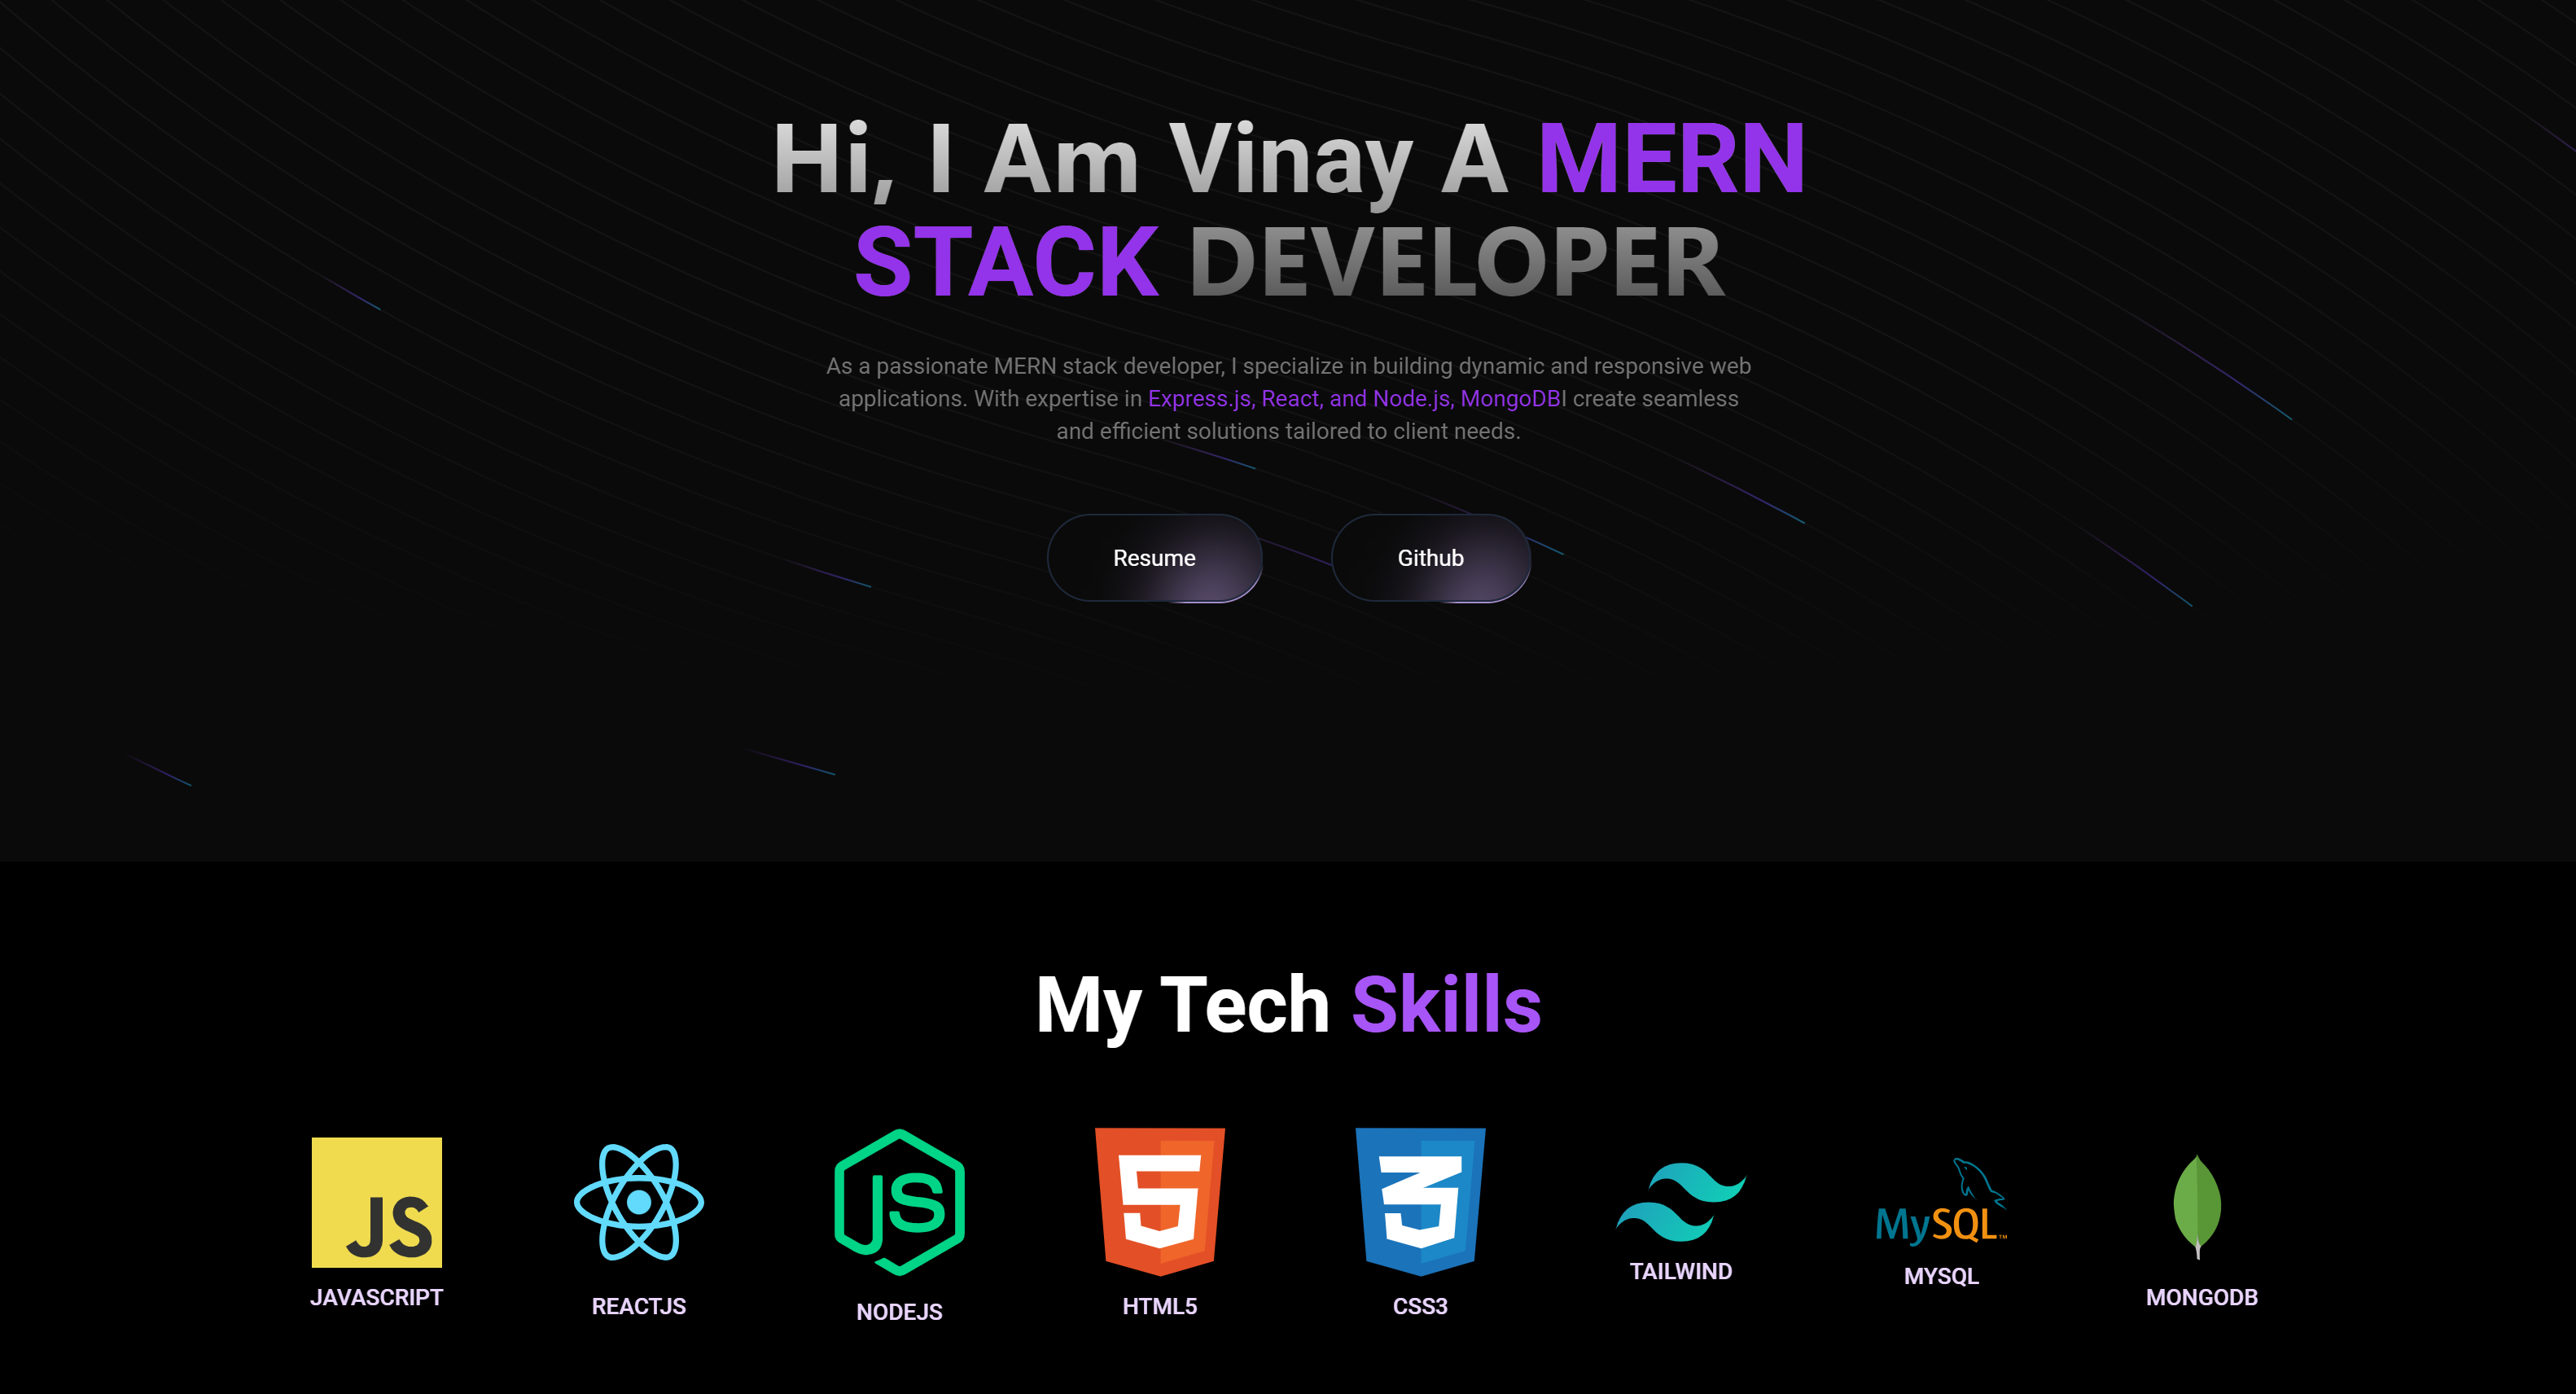 Hi, I Am Vinay A MERN
STACK DEVELOPER
As a passionate MERN stack developer, I specialize in building dynamic and responsive web
applications. With expertise in Express.js, React, and Node.js, MongoDBI create seamless
and efficient solutions tailored to client needs.
Resume Github
My Tech Skills
JS JS 5 3 MySQL™
JAVASCRIPT REACTJS NODEJS HTML5 CSS3 TAILWIND MYSQL MONGODB